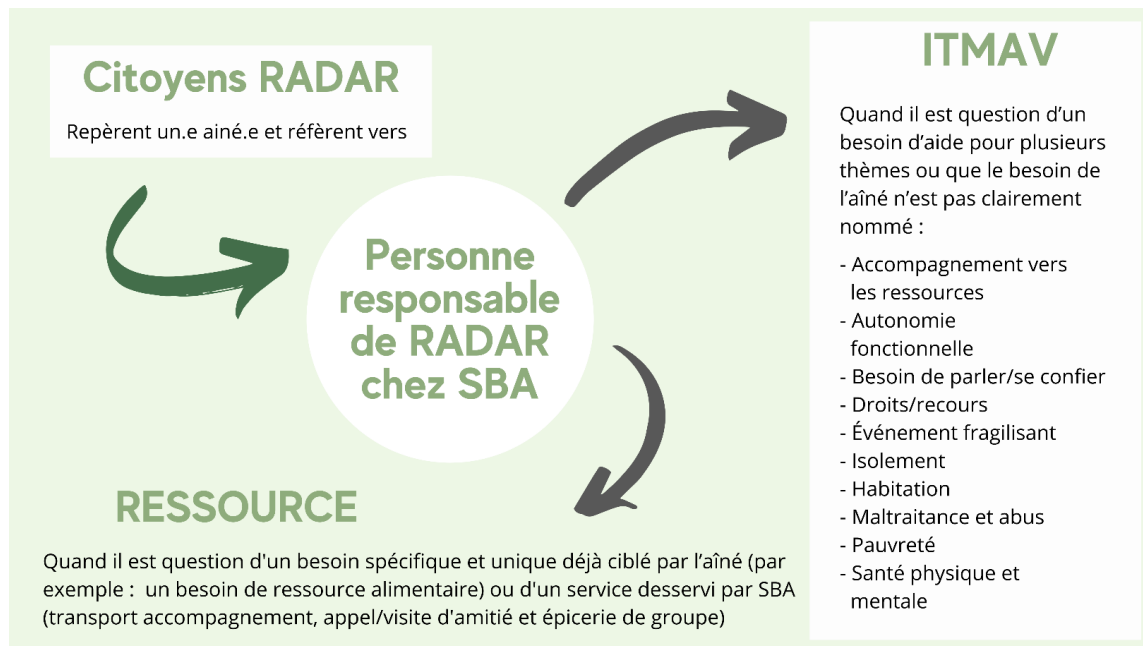 Citoyens RADAR
Repèrent un.e ainé.e et réfèrent vers
Personne
responsable
de RADAR
chez SBA
RESSOURCE
Quand il est question d'un besoin spécifique et unique déjà ciblé par l’aîné (par
exemple :  un besoin de ressource alimentaire) ou d'un service desservi par SBA
(transport accompagnement, appel/visite d'amitié et épicerie de groupe)
ITMAV
Quand il est question d’un
besoin d’aide pour plusieurs
thèmes ou que le besoin de
l’aîné n’est pas clairement
nommé :
- Accompagnement vers
les ressources
- Autonomie
fonctionnelle
- Besoin de parler/se confier
- Droits/recours
- Événement fragilisant
- Isolement
- Habitation
- Maltraitance et abus
- Pauvreté
- Santé physique et
mentale